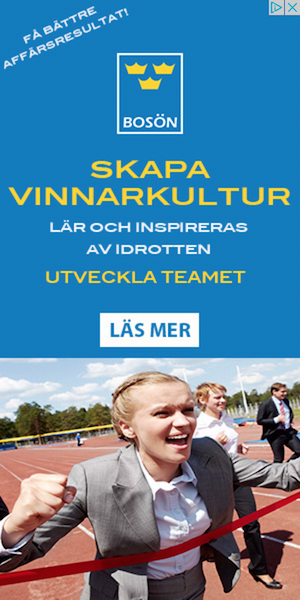 FÅ BÄTTRE
AFFÄRSRESULTAT!
BOSÖN
SKAPA
VINNARKULTUR
LÄR OCH INSPIRERAS
AV IDROTTEN
UTVECKLA TEAMET
LÄS MER